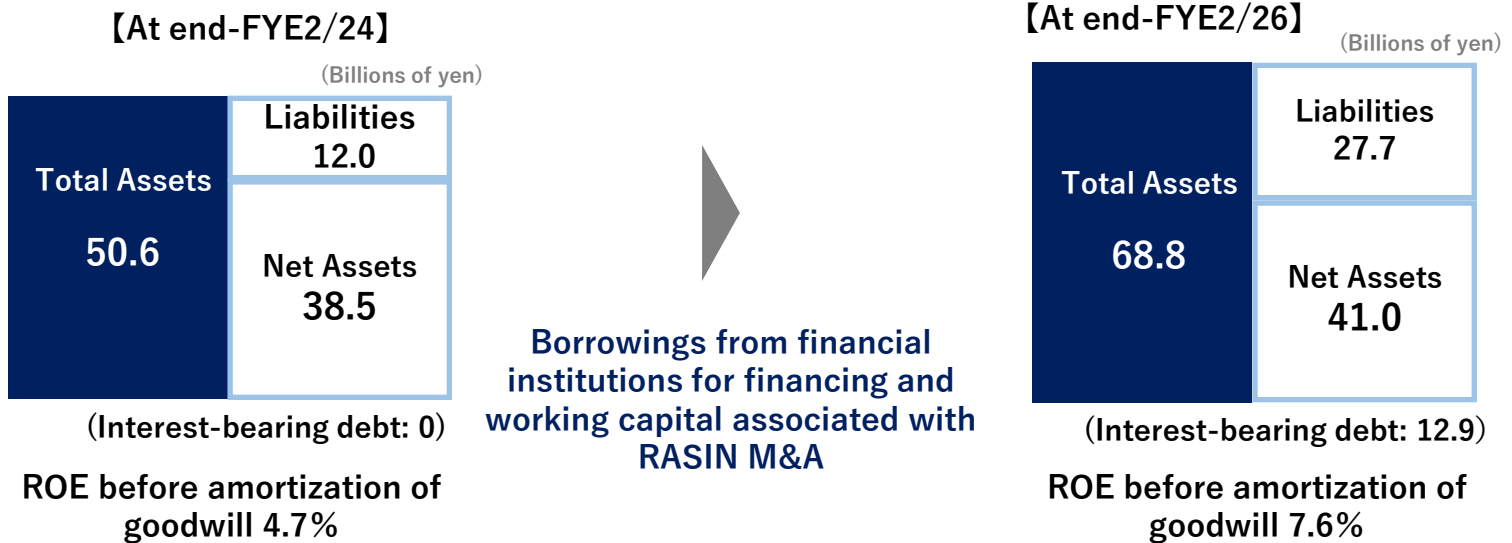 【At end-FYE2/24】
(Billions of yen)
Total Assets
50.6
Liabilities
12.0
Net Assets
38.5
(Interest-bearing debt: 0)
ROE before amortization of
goodwill 4.7%
Borrowings from financial
institutions for financing and
working capital associated with
RASIN M&A
【At end-FYE2/26】
(Billions of yen)
Total Assets
68.8
Liabilities
27.7
Net Assets
41.0
(Interest-bearing debt: 12.9)
ROE before amortization of
goodwill 7.6%